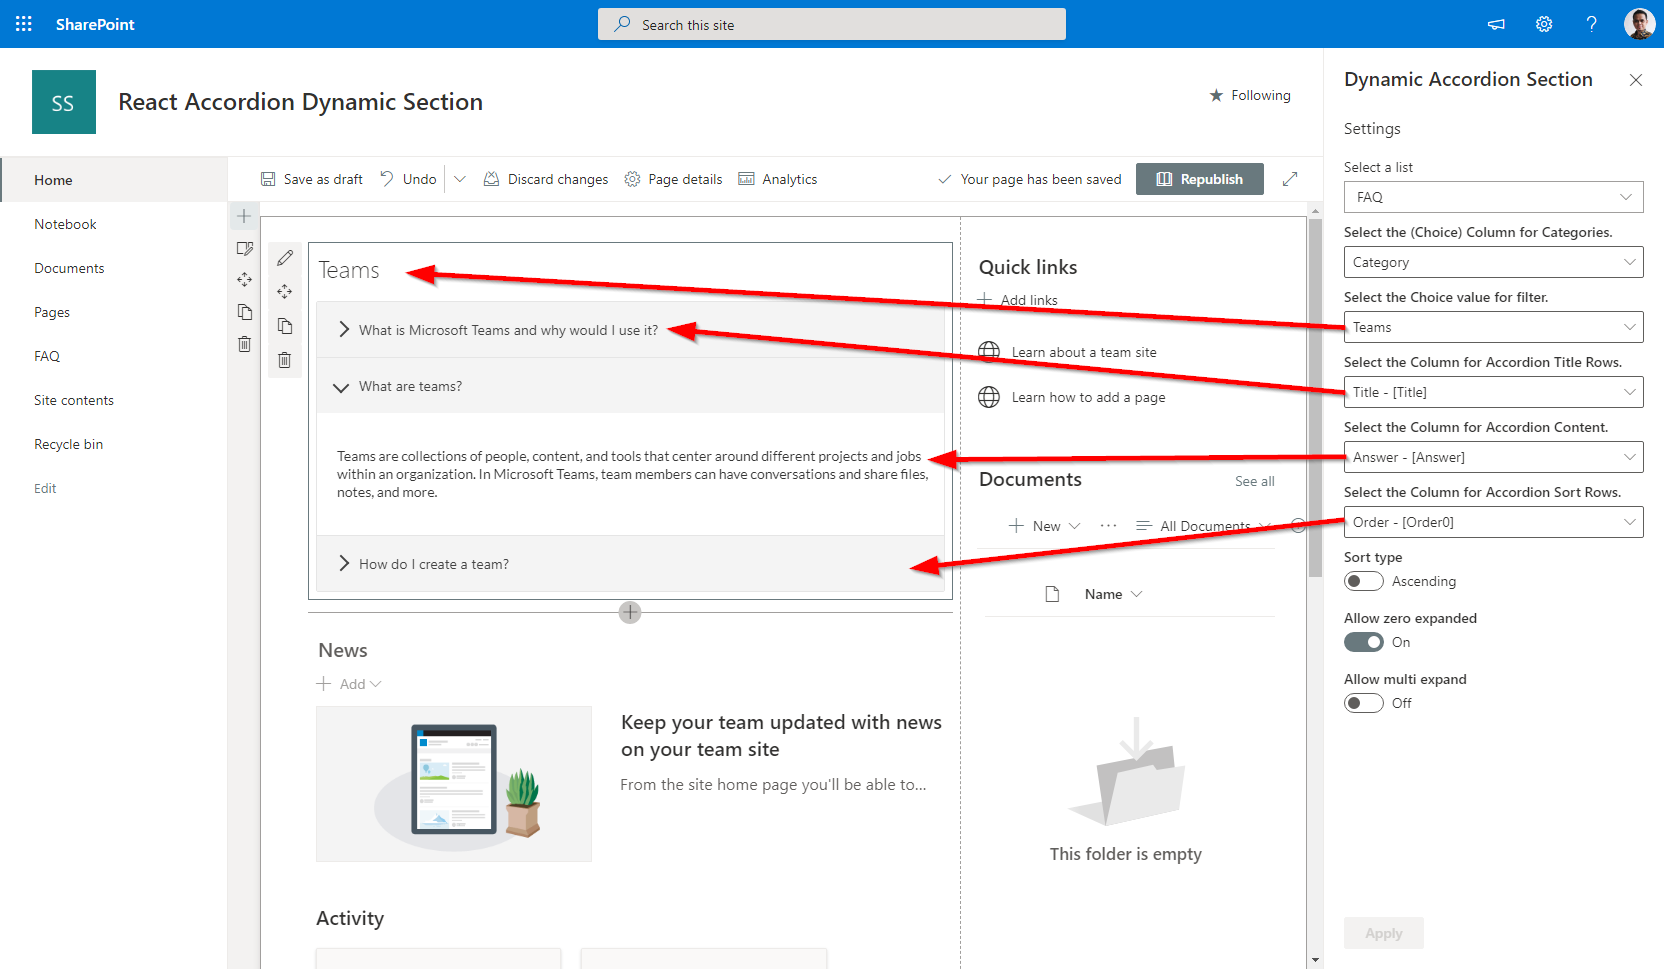 SharePoint
Search this site
?
SS
React Accordion Dynamic Section
Following
Home
Notebook
Documents
Pages
FAQ
Site contents
Recycle bin
Edit
Save as draft
Undo
Discard changes
Page details
Analytics
Your page has been saved
Republish
Teams
What is Microsoft Teams and why would I use it?
What are teams?
Teams are collections of people, content, and tools that center around different projects and jobs
within an organization. In Microsoft Teams, team members can have conversations and share files,
notes, and more.
How do I create a team?
News
Add
Keep your team updated with news
on your team site
From the site home page you'll be able to...
Activity
Quick links
Add links
Learn about a team site
Learn how to add a page
Documents
See all
New
All Documents
Name
This folder is empty
Dynamic Accordion Section
Settings
Select a list
FAQ
Select the (Choice) Column for Categories.
Category
Select the Choice value for filter.
Teams
Select the Column for Accordion Title Rows.
Title - [Title]
Select the Column for Accordion Content.
Answer - [Answer]
Select the Column for Accordion Sort Rows.
Order - [Order0]
Sort type
Ascending
Allow zero expanded
On
Allow multi expand
Off
Apply